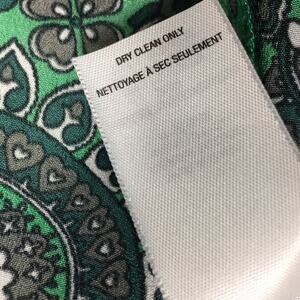 DRY CLEAN ONLY
NETTOYAGE À SEC SEULEMENT